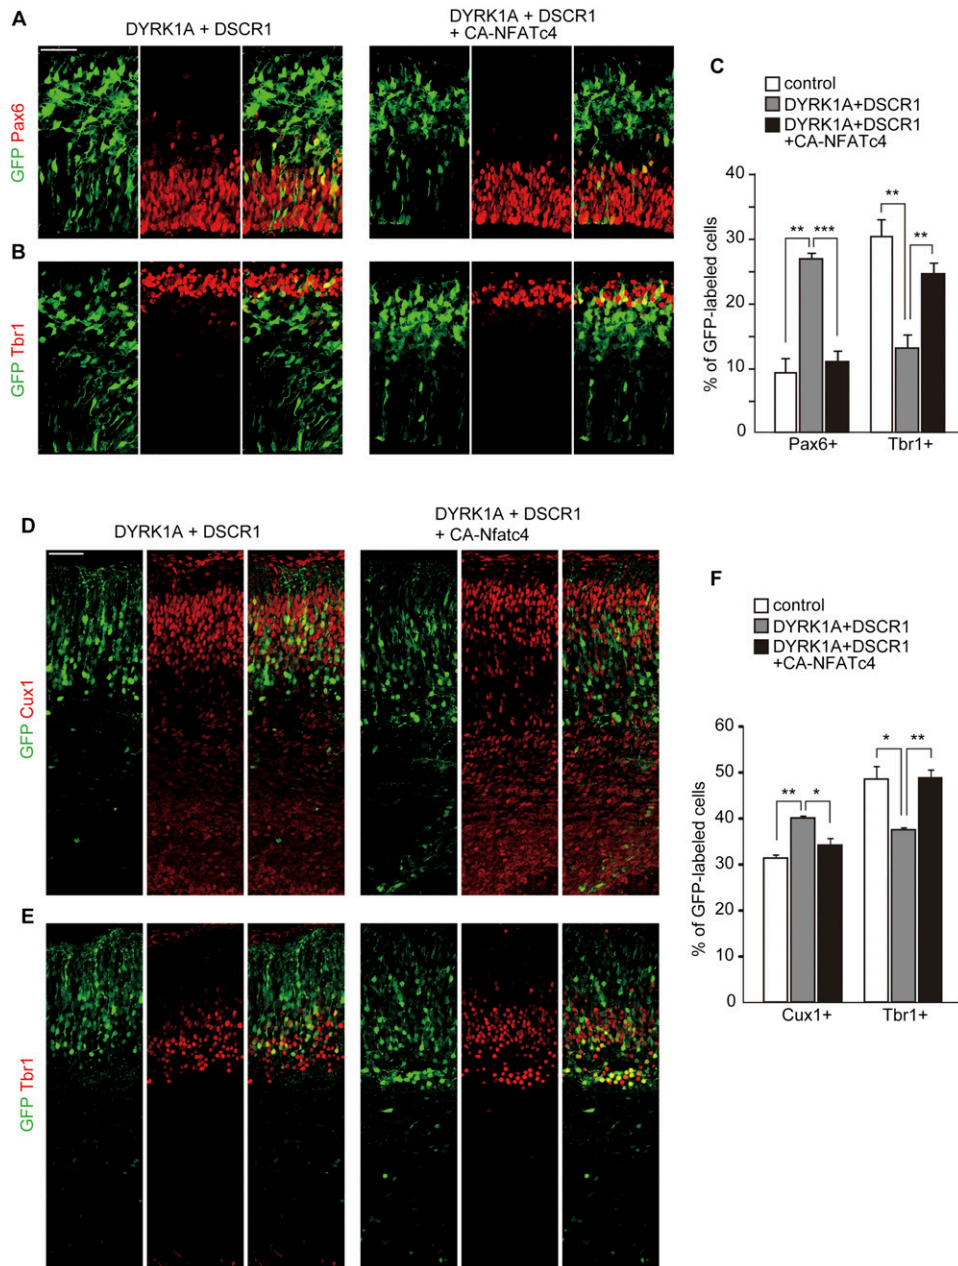 A
DYRK1A + DSCR1
DYRK1A + DSCR1
+ CA-NFATc4
GFP Pax6
B
GFP Tbr1
C
control
DYRK1A+DSCR1
DYRK1A+DSCR1
+CA-NFATc4
% of GFP-labeled cells
40
30
20
10
0
** *** ** **
Pax6+ Tbr1+
D
DYRK1A + DSCR1
DYRK1A + DSCR1
+ CA-Nfatc4
GFP Cux1
E
GFP Tbr1
F
control
DYRK1A+DSCR1
DYRK1A+DSCR1
+CA-NFATc4
% of GFP-labeled cells
60
50
40
30
20
10
0
** * * **
Cux1+ Tbr1+